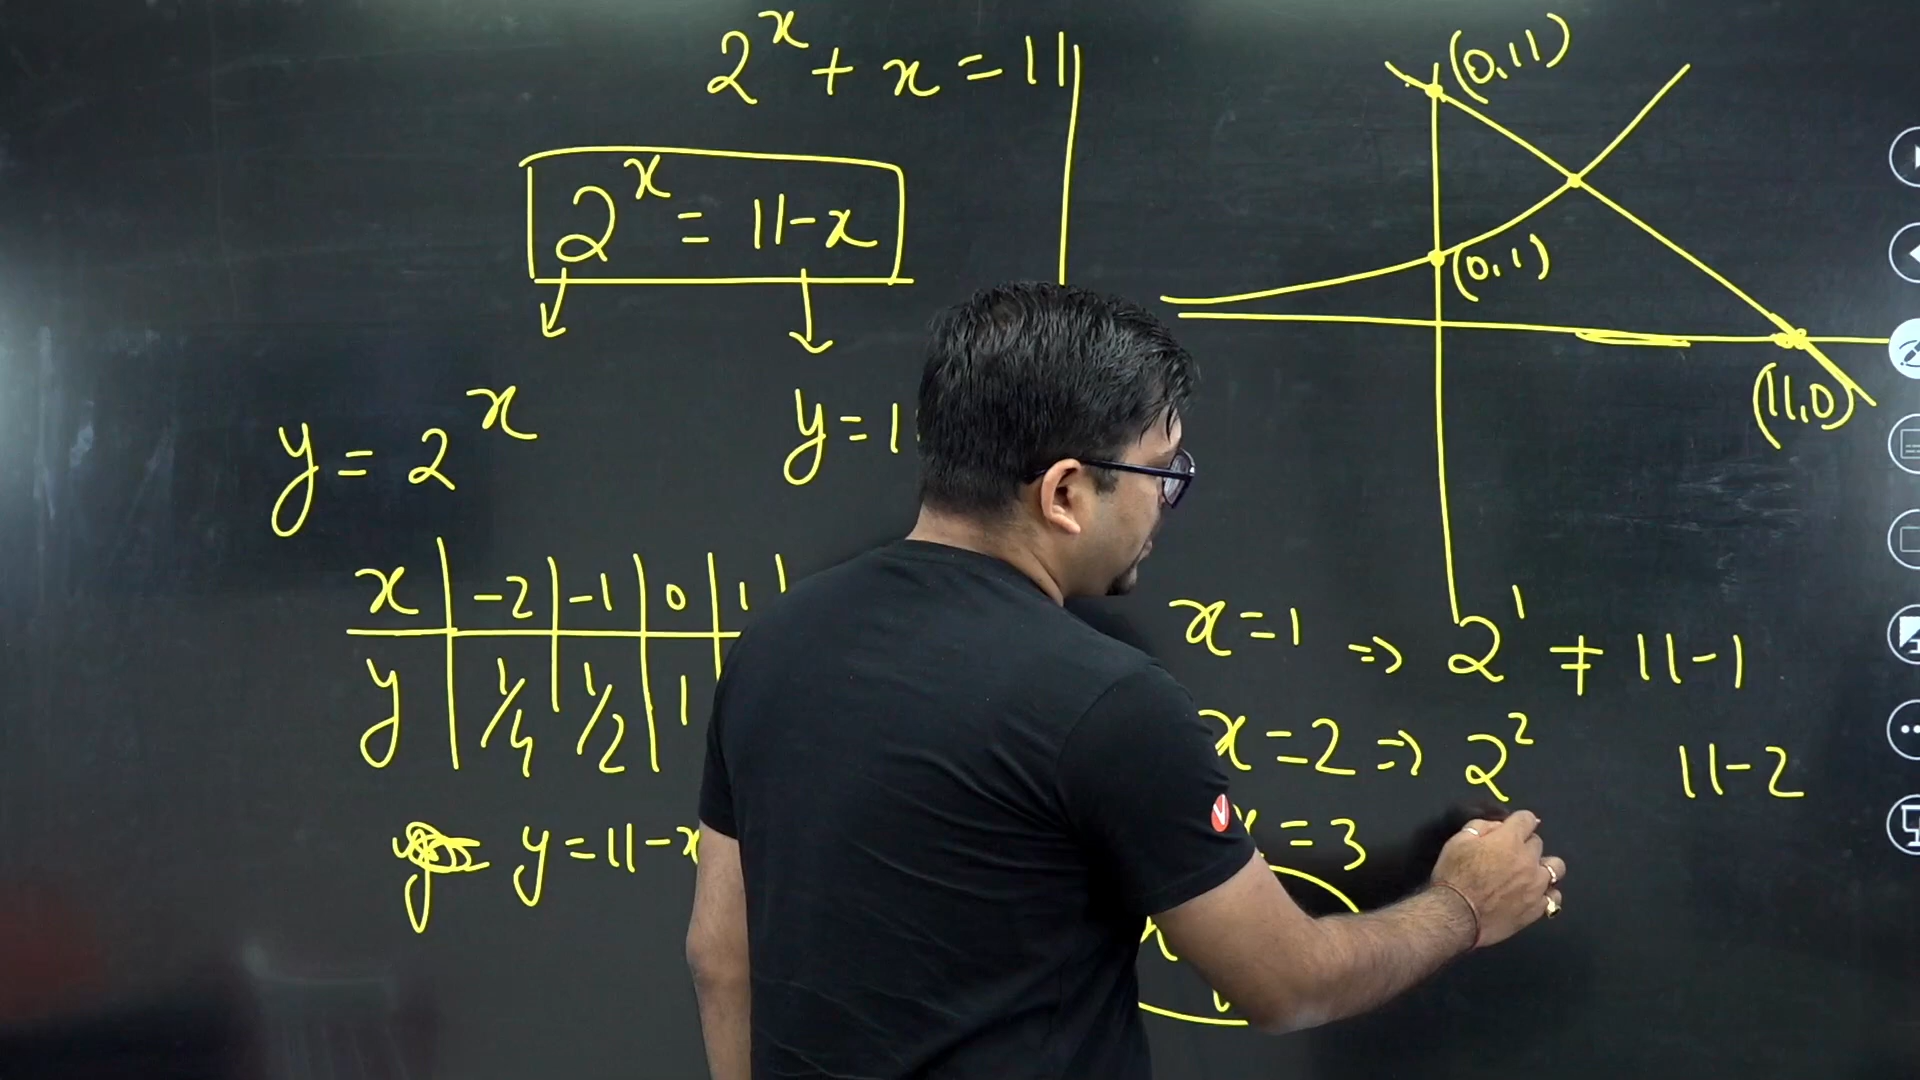 2^x + x = 11
2^x = 11-x
y = 2^x
y = 1
x -2 -1 0 1
y 1/4 1/2 1
y = 11-x
(0,11)
(0,1)
(11,0)
x = 1 => 2^1 ≠ 11-1
x = 2 => 2^2 11-2
= 3